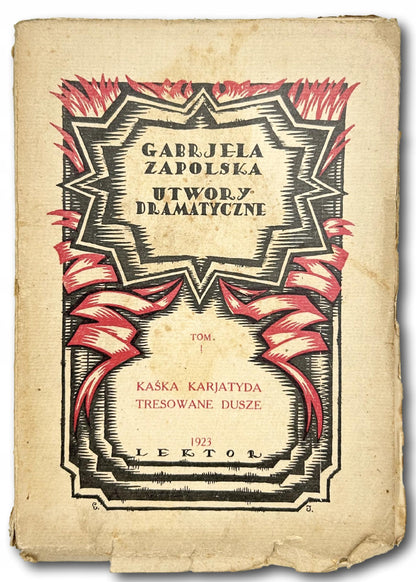 GABRJELA
ZAPOLSKA
UTWORY
DRAMATYCZNE
TOM.
I
KAŚKA KARJATYDA
TRESOWANE DUSZE
1923
LEKTOR
E. J.